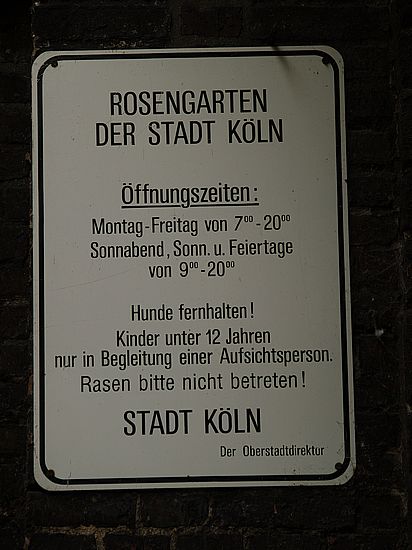 ROSENGARTEN
DER STADT KÖLN
Öffnungszeiten:
Montag-Freitag von 7⁰⁰-20⁰⁰
Sonnabend, Sonn. u. Feiertage
von 9⁰⁰-20⁰⁰
Hunde fernhalten!
Kinder unter 12 Jahren
nur in Begleitung einer Aufsichtsperson.
Rasen bitte nicht betreten!
STADT KÖLN
Der Oberstadtdirektor